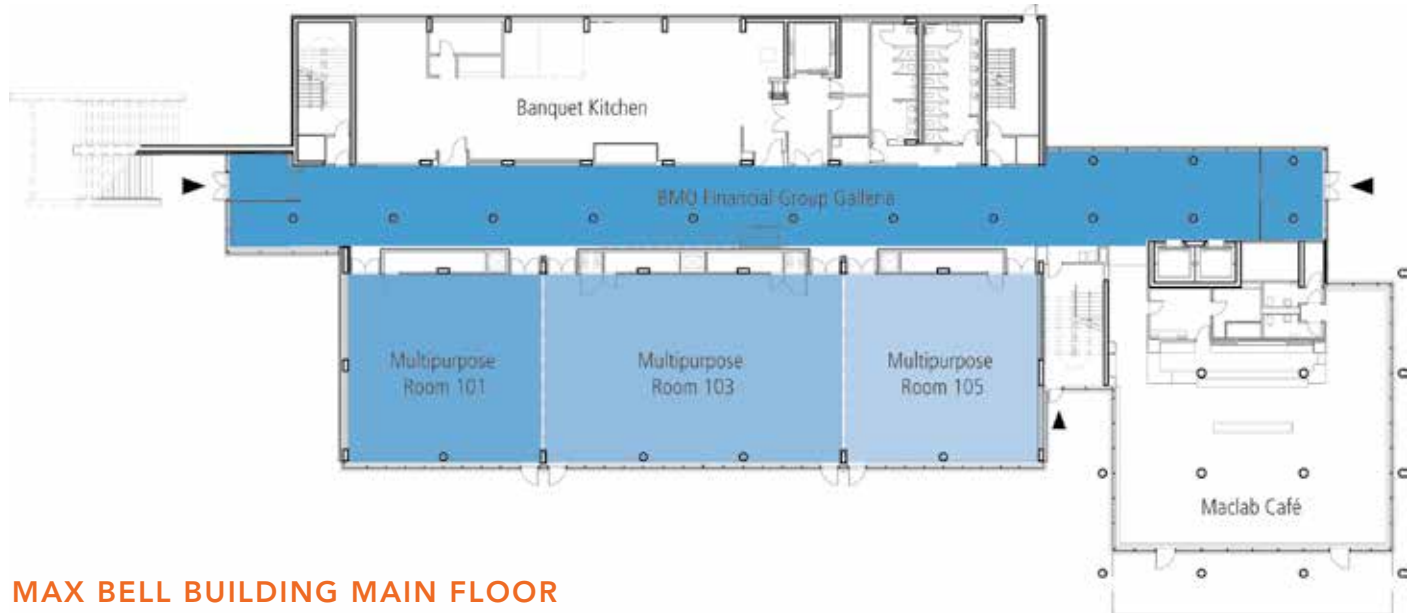 Banquet Kitchen
BMO Financial Group Galleria
Multipurpose
Room 101
Multipurpose
Room 103
Multipurpose
Room 105
Maclab Café
MAX BELL BUILDING MAIN FLOOR